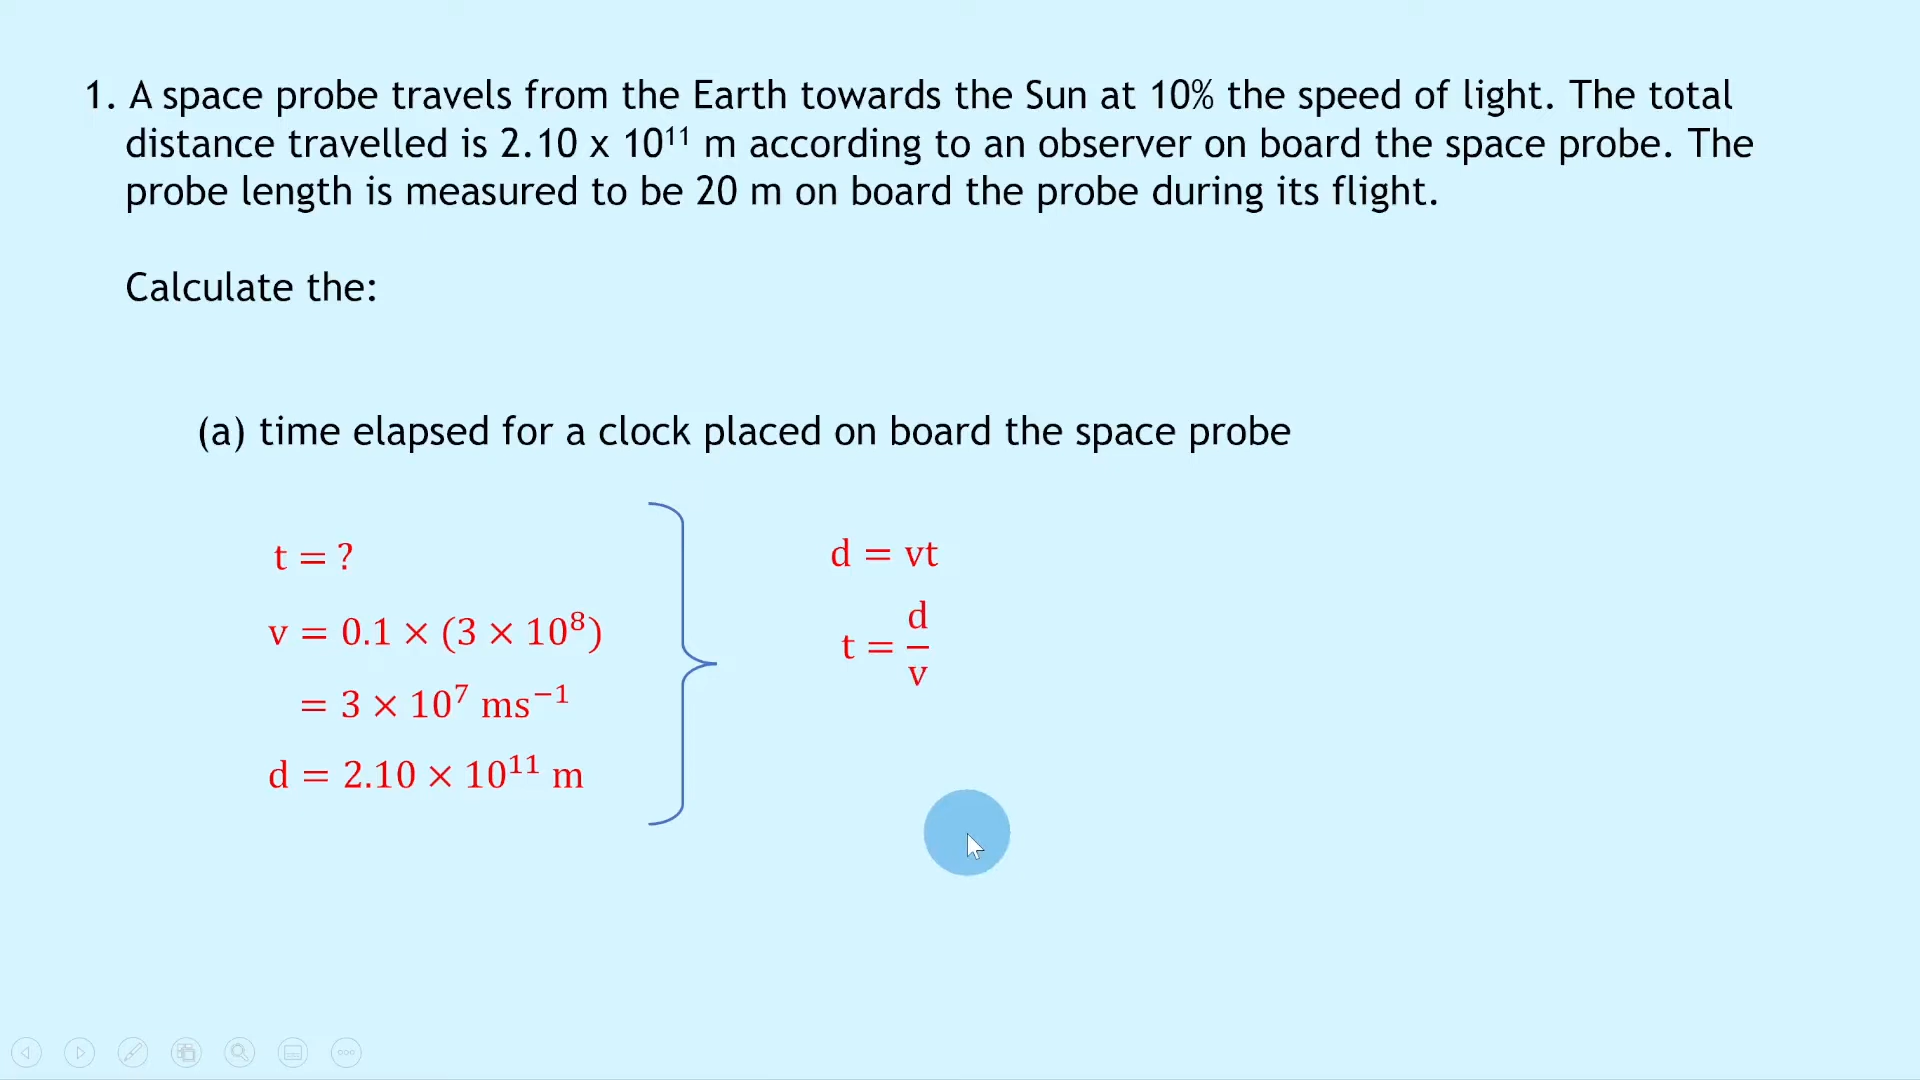 1. A space probe travels from the Earth towards the Sun at 10% the speed of light. The total
distance travelled is 2.10 x 10¹¹ m according to an observer on board the space probe. The
probe length is measured to be 20 m on board the probe during its flight.
Calculate the:
(a) time elapsed for a clock placed on board the space probe
t = ?
v = 0.1 × (3 × 10⁸)
= 3 × 10⁷ ms⁻¹
d = 2.10 × 10¹¹ m
d = vt
t = d/v